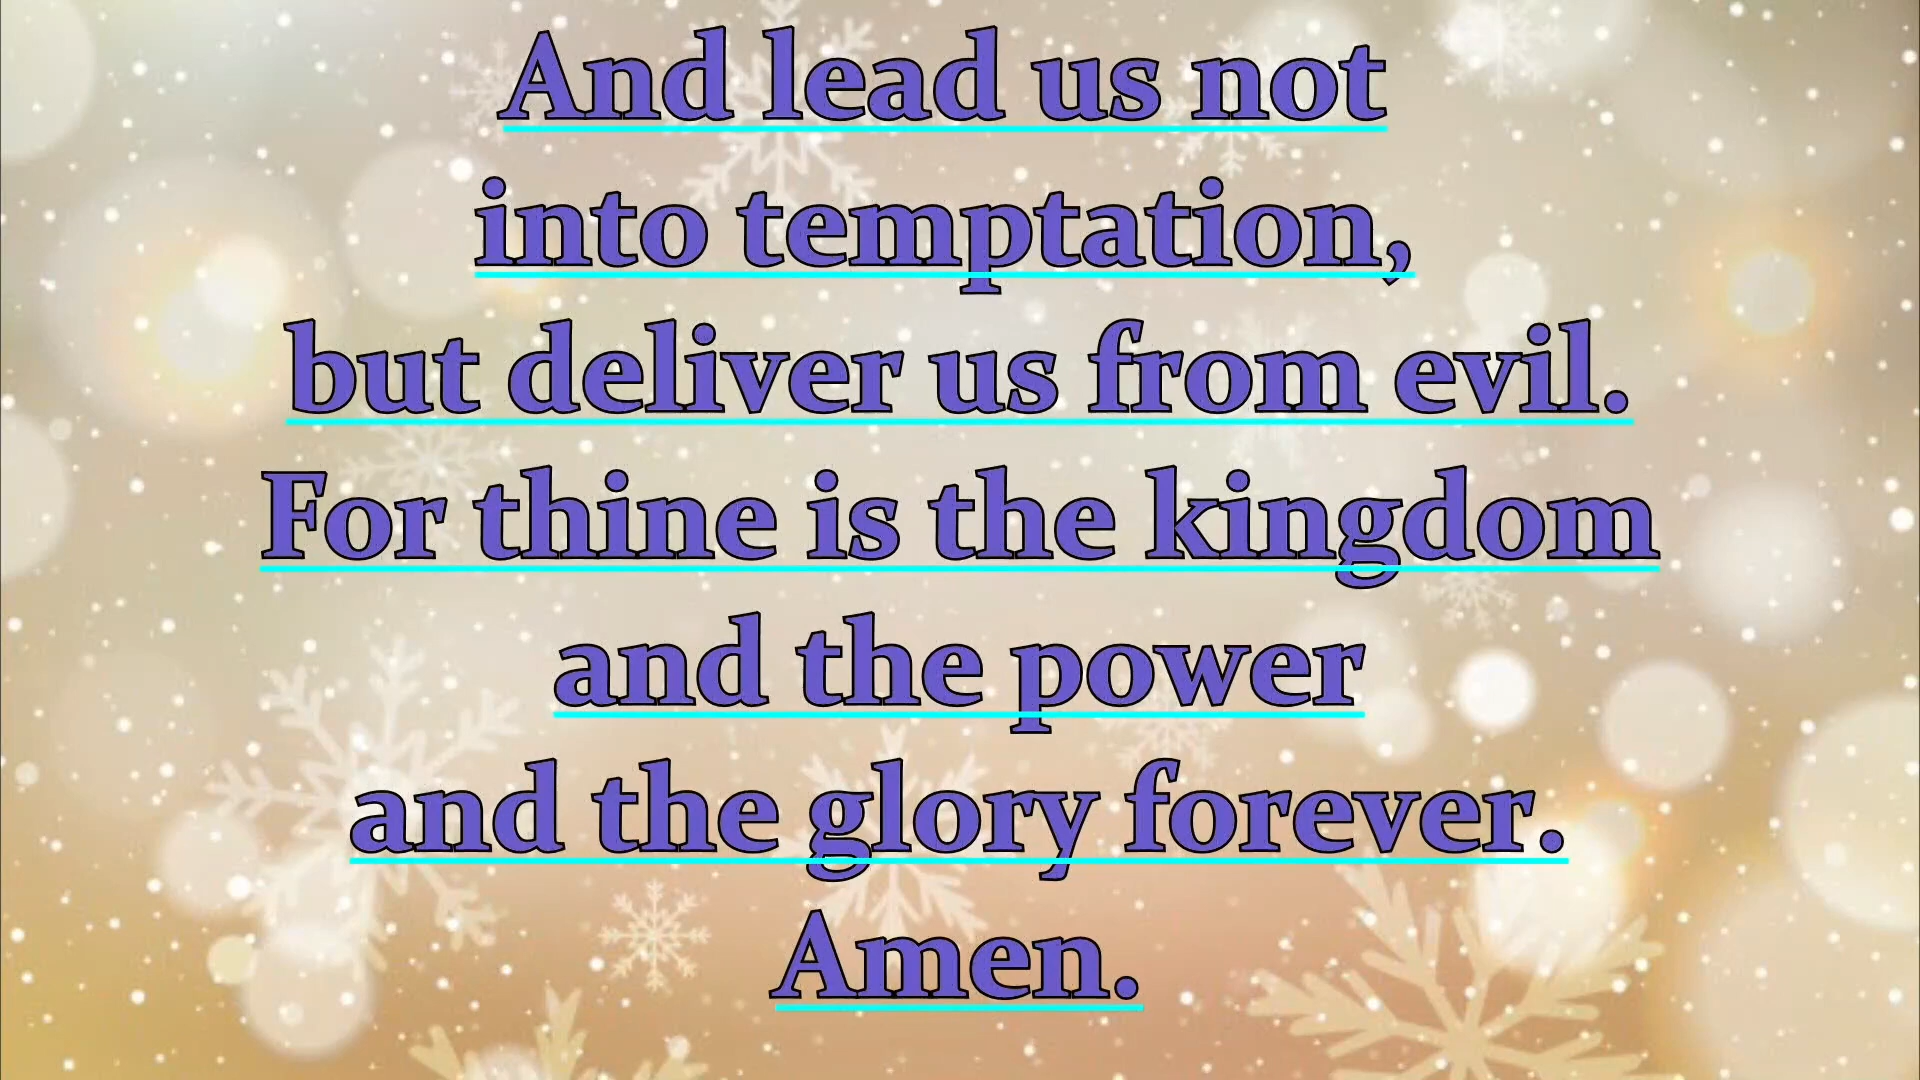 And lead us not
into temptation,
but deliver us from evil.
For thine is the kingdom
and the power
and the glory forever.
Amen.